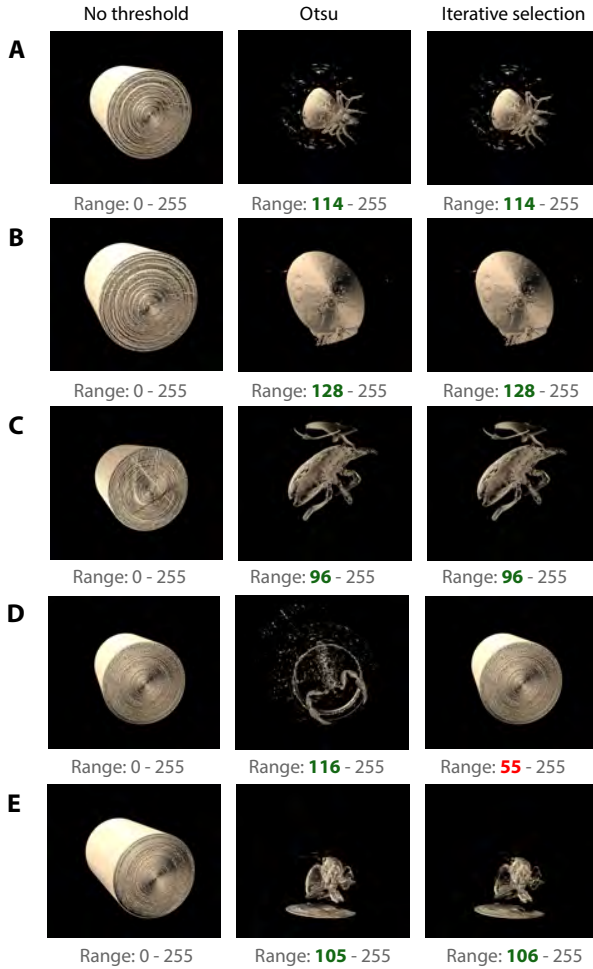 No threshold Otsu Iterative selection
A
Range: 0 - 255 Range: 114 - 255 Range: 114 - 255
B
Range: 0 - 255 Range: 128 - 255 Range: 128 - 255
C
Range: 0 - 255 Range: 96 - 255 Range: 96 - 255
D
Range: 0 - 255 Range: 116 - 255 Range: 55 - 255
E
Range: 0 - 255 Range: 105 - 255 Range: 106 - 255